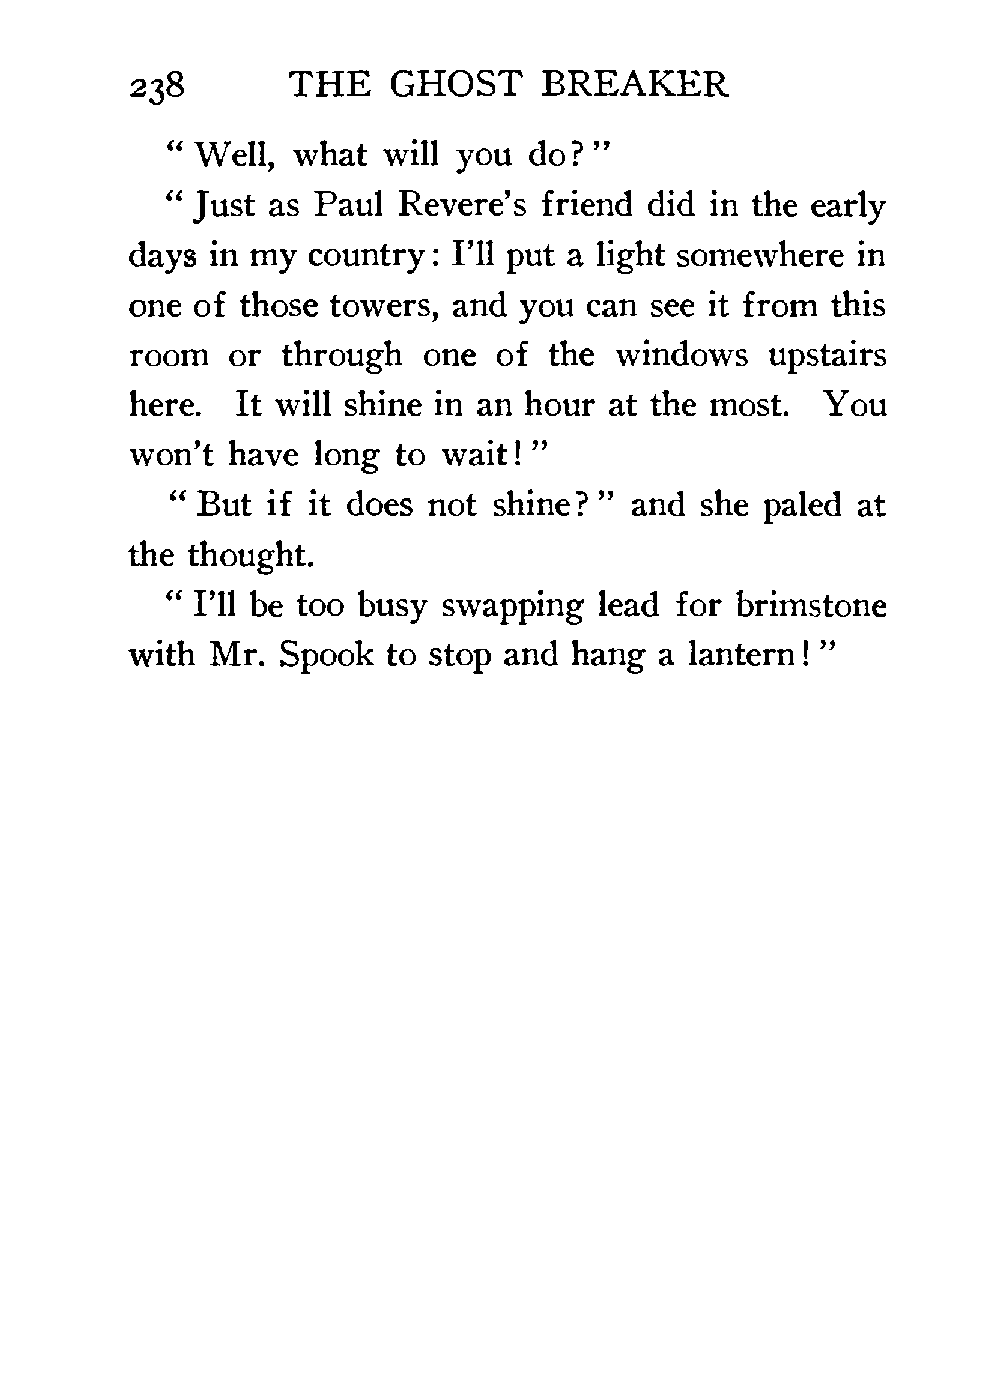 238 THE GHOST BREAKER
“ Well, what will you do? ”
“ Just as Paul Revere’s friend did in the early
days in my country: I’ll put a light somewhere in
one of those towers, and you can see it from this
room or through one of the windows upstairs
here. It will shine in an hour at the most. You
won’t have long to wait! ”
“ But if it does not shine? ” and she paled at
the thought.
“ I’ll be too busy swapping lead for brimstone
with Mr. Spook to stop and hang a lantern! ”